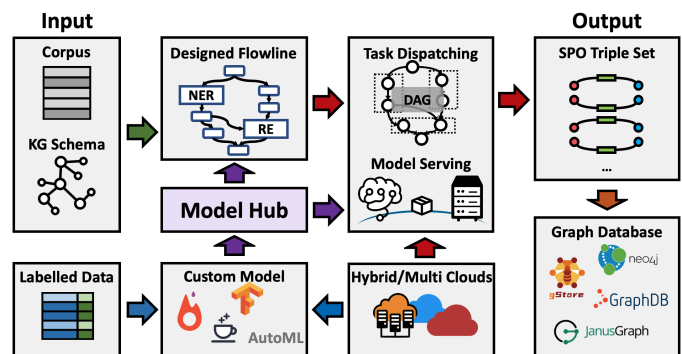 Input
Output
Corpus
KG Schema
Designed Flowline
NER
RE
Task Dispatching
DAG
Model Serving
SPO Triple Set
...
Model Hub
Labelled Data
Custom Model
AutoML
Hybrid/Multi Clouds
Graph Database
neo4j
gStore
GraphDB
JanusGraph